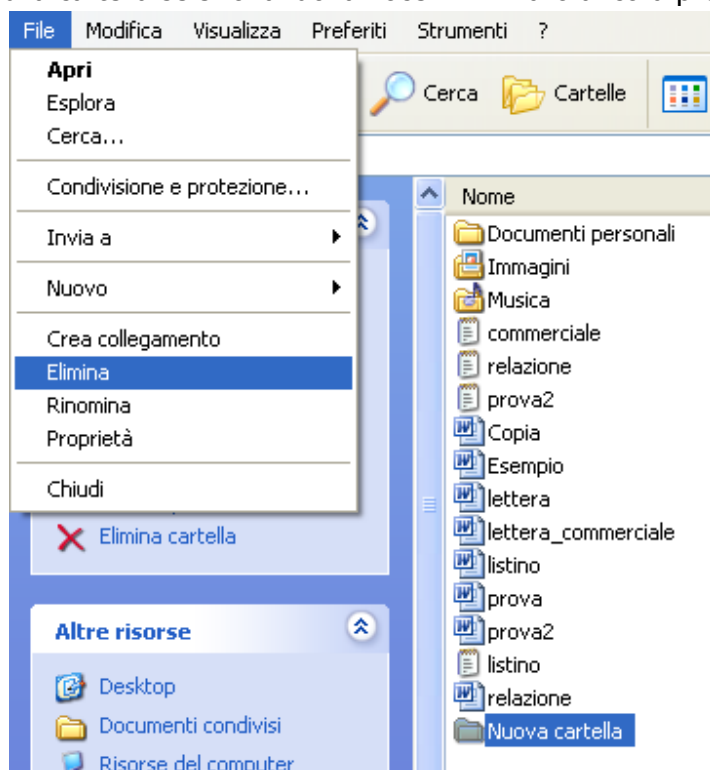 File Modifica Visualizza Preferiti Strumenti ?
Apri
Esplora
Cerca...
Condivisione e protezione...
Invia a
Nuovo
Crea collegamento
Elimina
Rinomina
Proprietà
Chiudi
Elimina cartella
Altre risorse
Desktop
Documenti condivisi
Risorse del computer
Cerca Cartelle
Nome
Documenti personali
Immagini
Musica
commerciale
relazione
prova2
Copia
Esempio
lettera
lettera_commerciale
listino
prova
prova2
listino
relazione
Nuova cartella